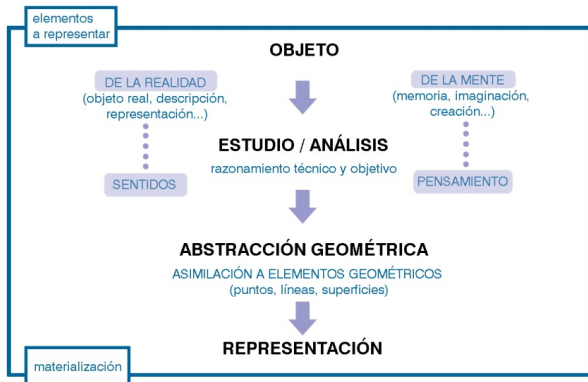 elementos
a representar
OBJETO
DE LA REALIDAD
(objeto real, descripción,
representación...)
DE LA MENTE
(memoria, imaginación,
creación...)
ESTUDIO / ANÁLISIS
razonamiento técnico y objetivo
SENTIDOS
PENSAMIENTO
ABSTRACCIÓN GEOMÉTRICA
ASIMILACIÓN A ELEMENTOS GEOMÉTRICOS
(puntos, líneas, superficies)
REPRESENTACIÓN
materialización